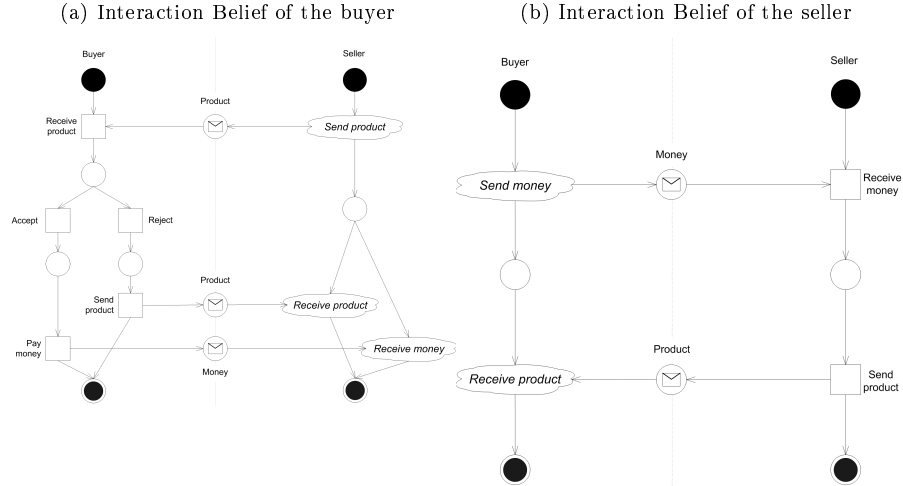 (a) Interaction Belief of the buyer
Buyer
Seller
Product
Receive
product
Send product
Accept
Reject
Product
Send
product
Receive product
Pay
money
Receive money
Money
(b) Interaction Belief of the seller
Buyer
Seller
Money
Send money
Receive
money
Product
Receive product
Send
product